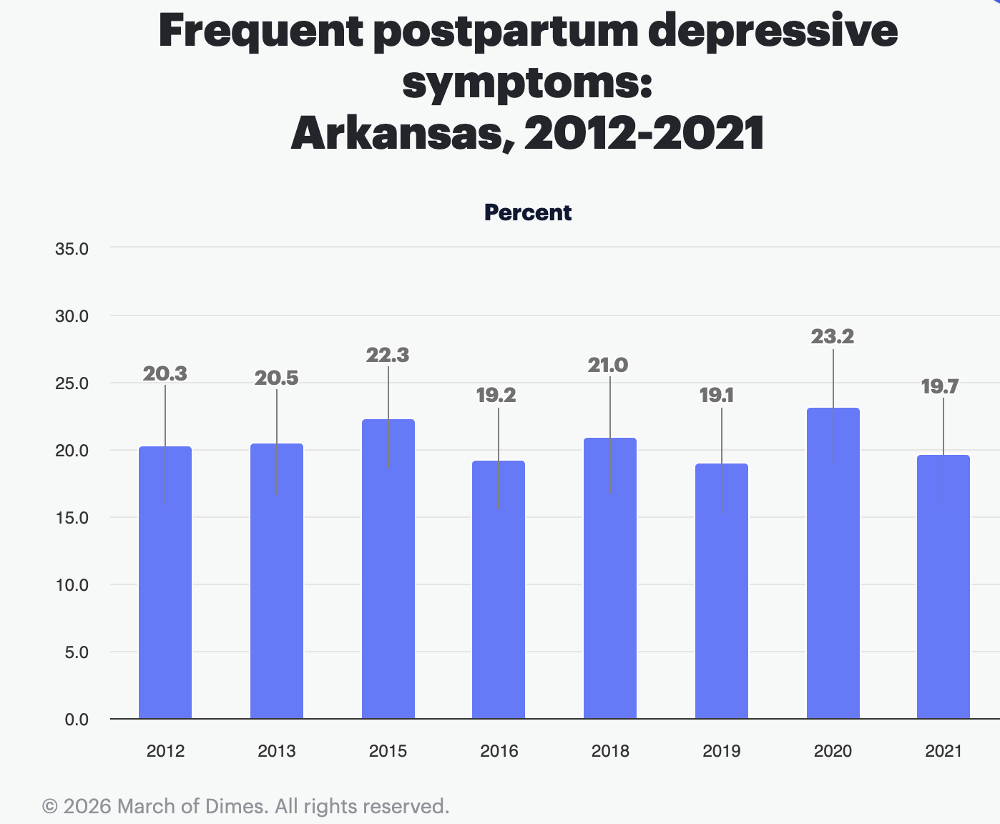 Frequent postpartum depressive
symptoms:
Arkansas, 2012-2021
Percent
35.0
30.0
25.0
20.0
15.0
10.0
5.0
0.0
20.3
20.5
22.3
19.2
21.0
19.1
23.2
19.7
2012 2013 2015 2016 2018 2019 2020 2021
© 2026 March of Dimes. All rights reserved.